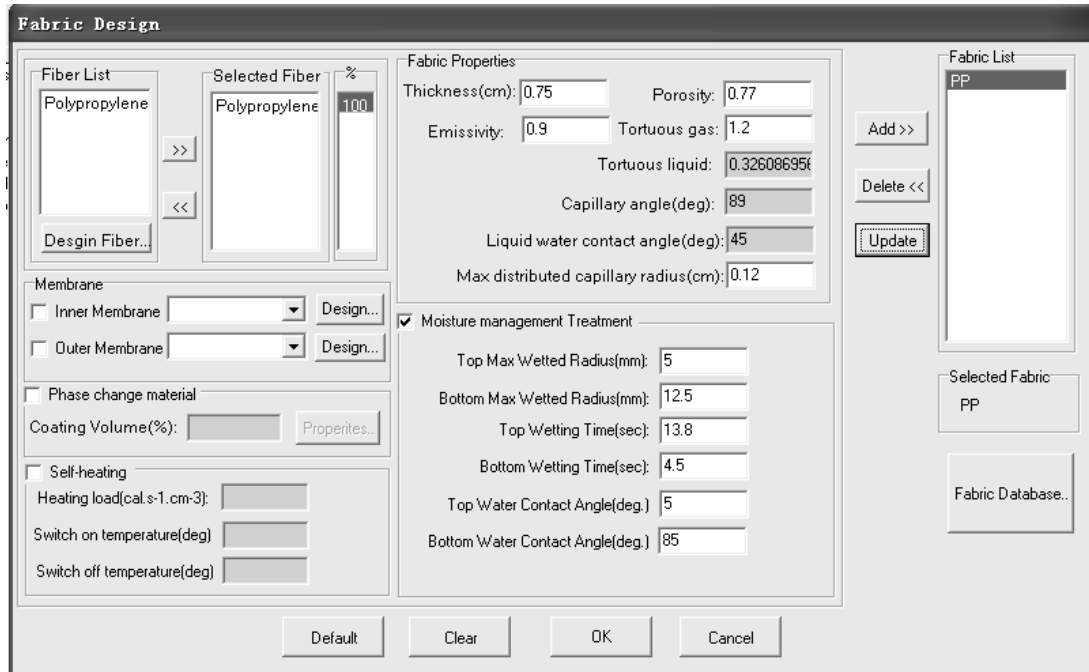 Fabric Design
Fiber List
Polypropylene
>>
<<
Desgin Fiber...
Selected Fiber
Polypropylene
%
100
Fabric Properties
Thickness(cm): 0.75
Porosity: 0.77
Emissivity: 0.9
Tortuous gas: 1.2
Tortuous liquid: 0.32608695
Capillary angle(deg): 89
Liquid water contact angle(deg): 45
Max distributed capillary radius(cm): 0.12
Membrane
Inner Membrane
Design...
Outer Membrane
Design...
Phase change material
Coating Volume(%):
Properites..
Self-heating
Heating load(cal.s-1.cm-3):
Switch on temperature(deg)
Switch off temperature(deg)
Moisture management Treatment
Top Max Wetted Radius(mm): 5
Bottom Max Wetted Radius(mm): 12.5
Top Wetting Time(sec): 13.8
Bottom Wetting Time(sec): 4.5
Top Water Contact Angle(deg.) 5
Bottom Water Contact Angle(deg.) 85
Add >>
Delete <<
Update
Fabric List
PP
Selected Fabric
PP
Fabric Database..
Default
Clear
OK
Cancel